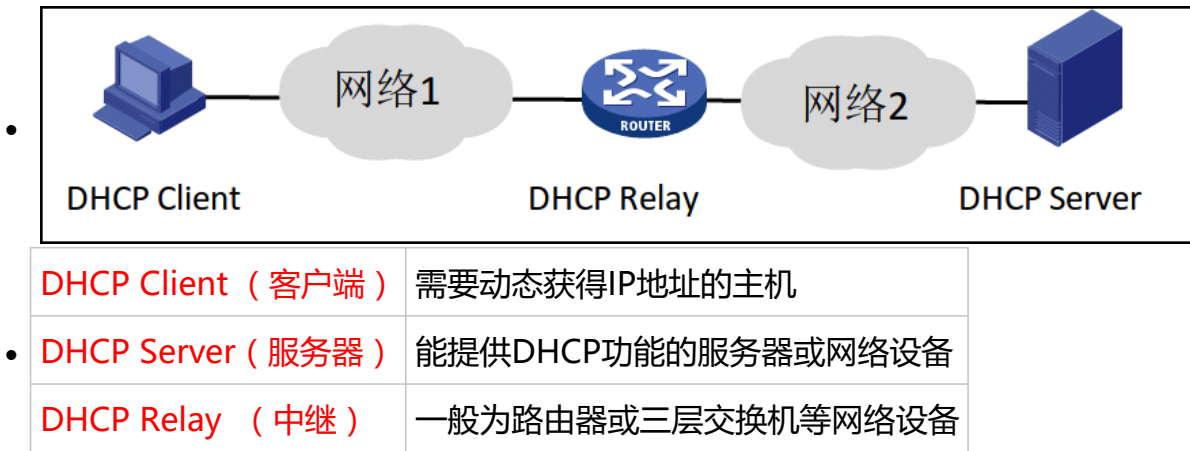 网络1
网络2
ROUTER
DHCP Client
DHCP Relay
DHCP Server
DHCP Client （客户端） 需要动态获得IP地址的主机
DHCP Server（服务器） 能提供DHCP功能的服务器或网络设备
DHCP Relay （中继） 一般为路由器或三层交换机等网络设备